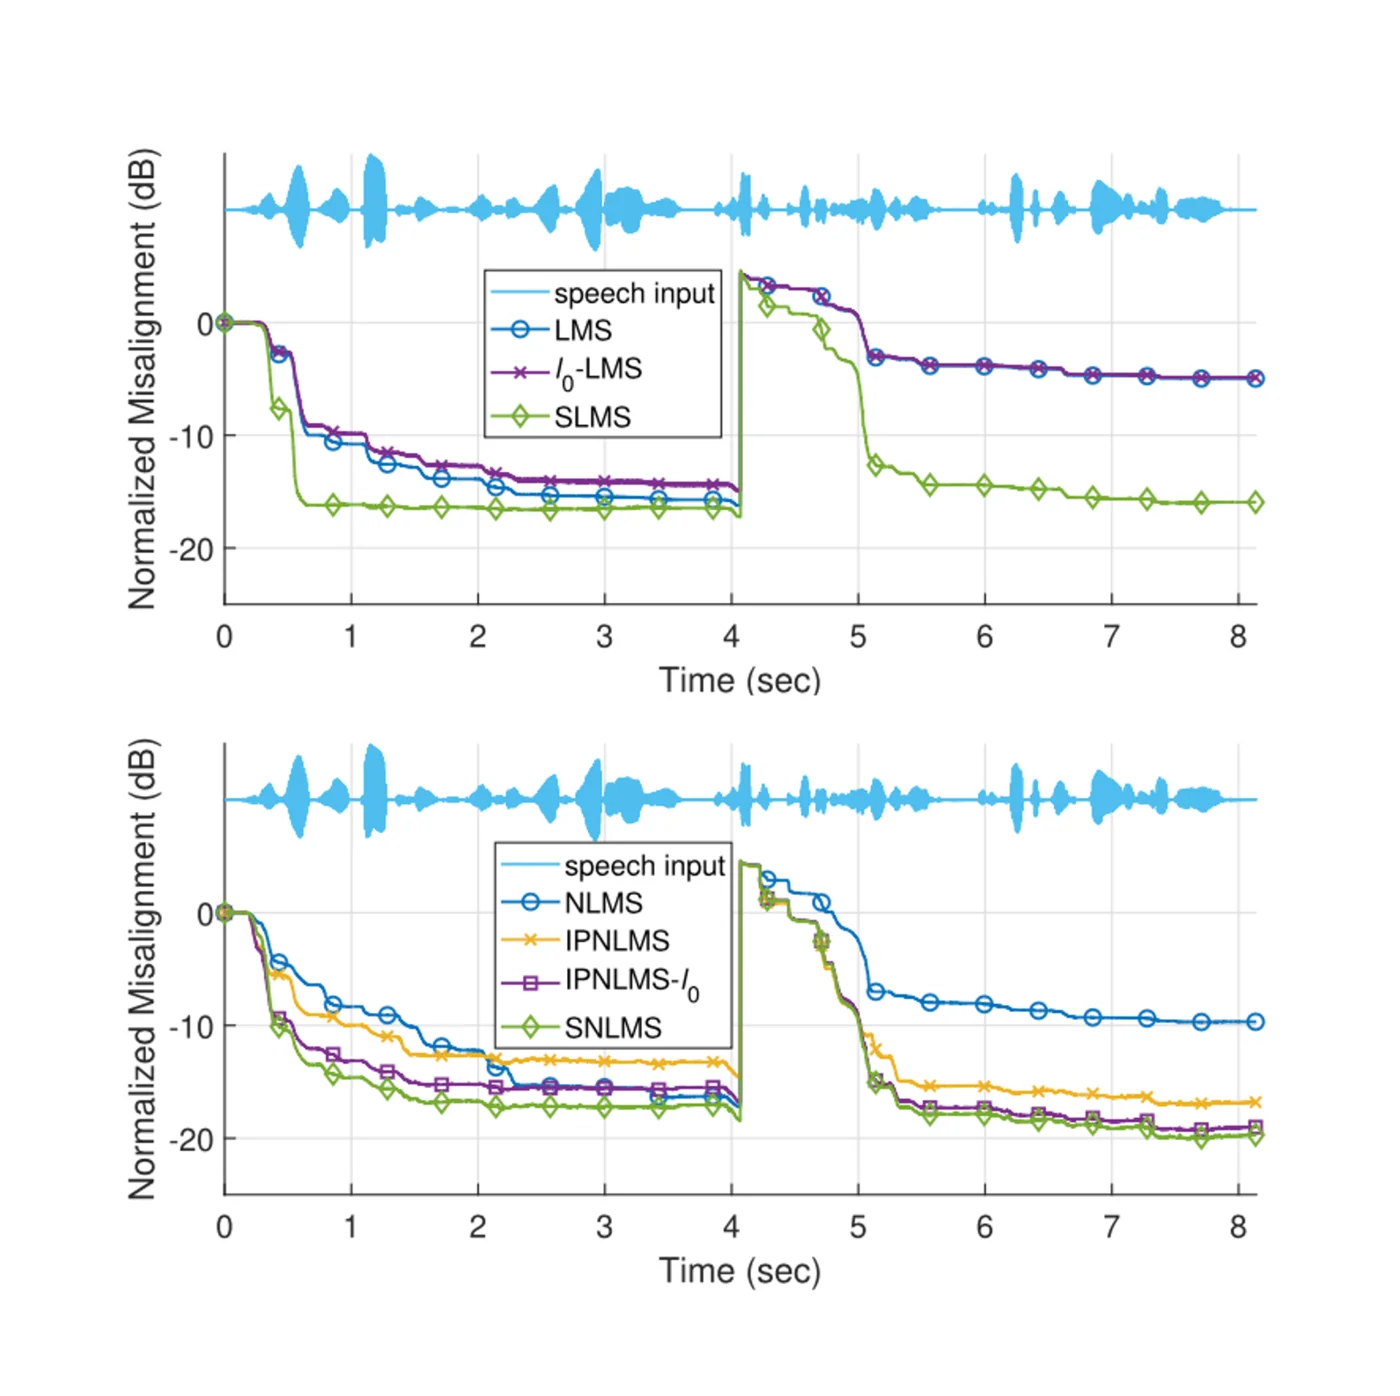 Normalized Misalignment (dB)
0
-10
-20
speech input
LMS
l0-LMS
SLMS
0 1 2 3 4 5 6 7 8
Time (sec)
Normalized Misalignment (dB)
0
-10
-20
speech input
NLMS
IPNLMS
IPNLMS-l0
SNLMS
0 1 2 3 4 5 6 7 8
Time (sec)